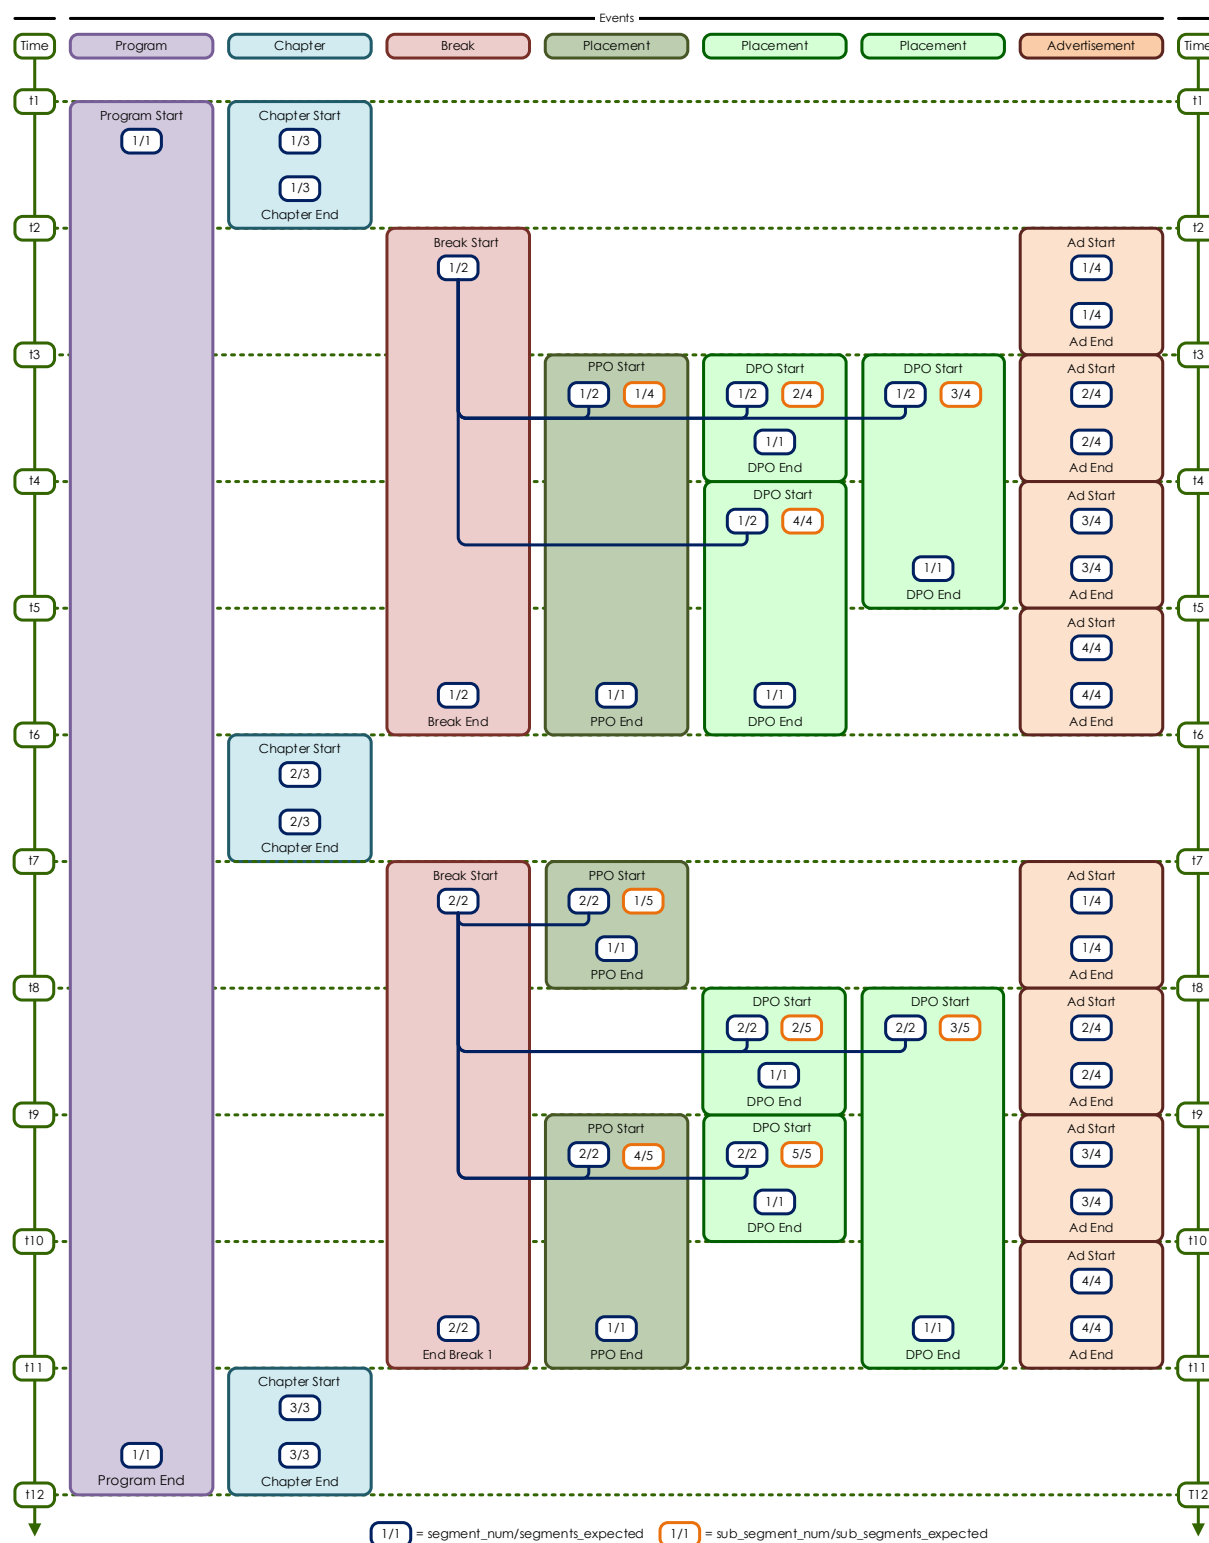 Events
Time Program Chapter Break Placement Placement Placement Advertisement Time
t1 t1
Program Start Chapter Start
1/1 1/3
1/3
Chapter End
t2 t2
Break Start Ad Start
1/2 1/4
1/4
Ad End
t3 t3
PPO Start DPO Start DPO Start Ad Start
1/2 1/4 1/2 2/4 1/2 3/4 2/4
1/1 2/4
DPO End Ad End
t4 t4
DPO Start Ad Start
1/2 4/4 3/4
1/1 3/4
DPO End Ad End
t5 t5
Ad Start
4/4
1/2 1/1 1/1 4/4
Break End PPO End DPO End Ad End
t6 t6
Chapter Start
2/3
2/3
Chapter End
t7 t7
Break Start PPO Start Ad Start
2/2 2/2 1/5 1/4
1/1 1/4
PPO End Ad End
t8 t8
DPO Start DPO Start Ad Start
2/2 2/5 2/2 3/5 2/4
1/1 2/4
DPO End Ad End
t9 t9
PPO Start DPO Start Ad Start
2/2 4/5 2/2 5/5 3/4
1/1 3/4
DPO End Ad End
t10 t10
Ad Start
4/4
2/2 1/1 1/1 4/4
End Break 1 PPO End DPO End Ad End
t11 t11
Chapter Start
3/3
1/1 3/3
Program End Chapter End
t12 T12
1/1 = segment_num/segments_expected 1/1 = sub_segment_num/sub_segments_expected